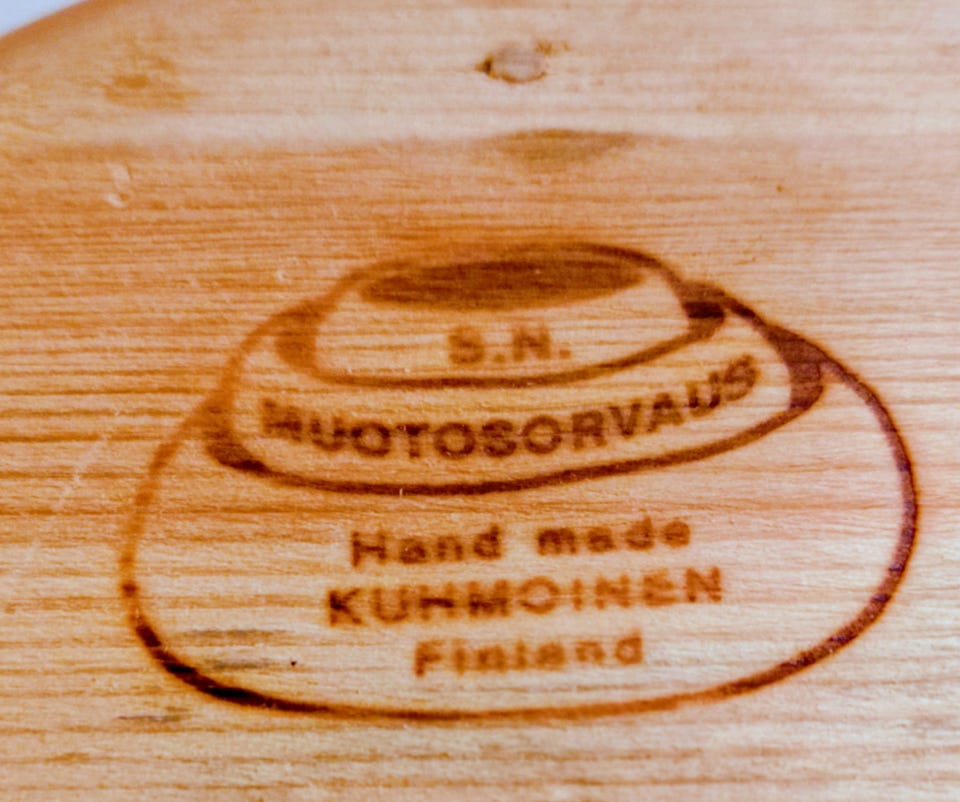 S.N.
MUOTOSORVAUS
Hand made
KUHMOINEN
Finland